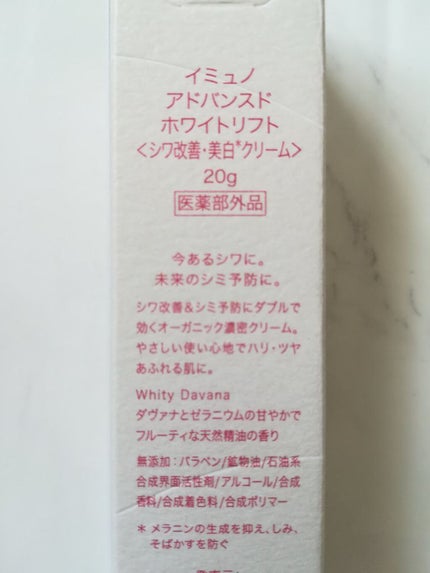 イミュノ
アドバンスド
ホワイトリフト
＜シワ改善・美白*クリーム＞
20g
医薬部外品
今あるシワに。
未来のシミ予防に。
シワ改善&シミ予防にダブルで
効くオーガニック濃密クリーム。
やさしい使い心地でハリ・ツヤ
あふれる肌に。
Whity Davana
ダヴァナとゼラニウムの甘やかで
フルーティな天然精油の香り
無添加：パラベン/鉱物油/石油系
合成界面活性剤/アルコール/合成
香料/合成着色料/合成ポリマー
* メラニンの生成を抑え、しみ、
そばかすを防ぐ